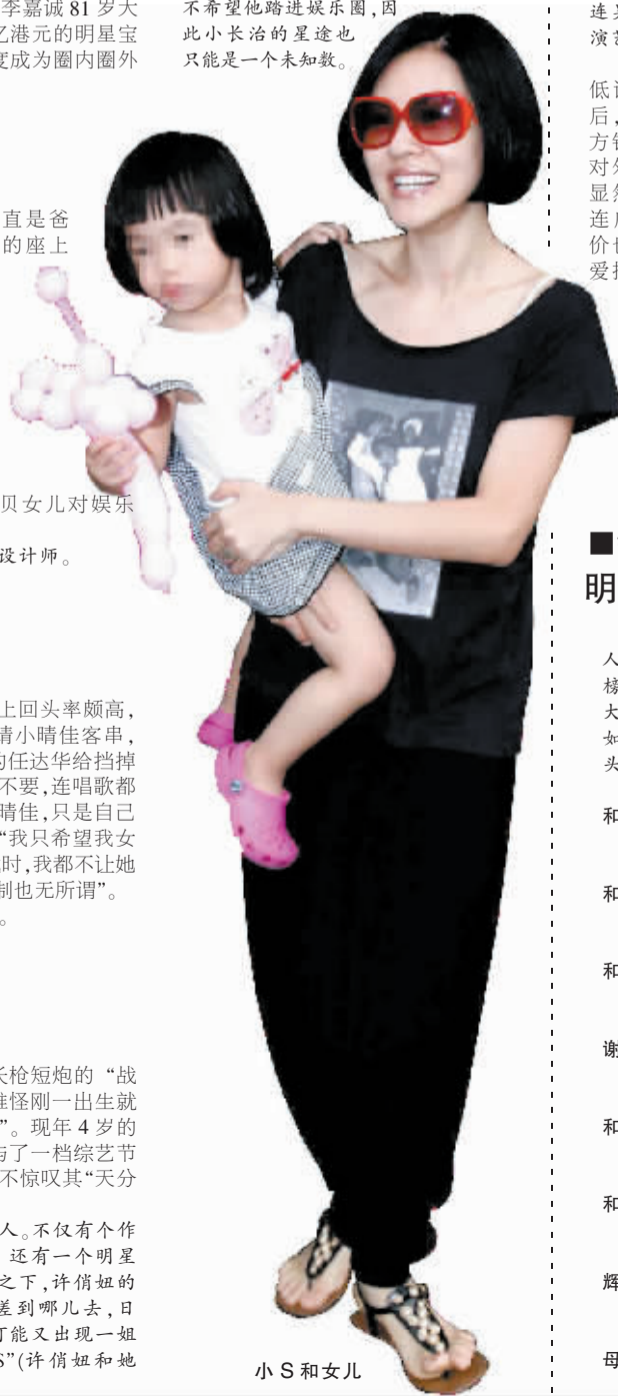 李嘉诚 81 岁大
亿港元的明星宝
度成为圈内圈外
不希望他踏进娱乐圈,因
此小长治的星途也
只能是一个未知数。
直是爸
的座上
贝女儿对娱乐
设计师。
上回头率颇高,
请小晴佳客串,
的任达华给挡掉
不要,连唱歌都
晴佳,只是自己
“我只希望我女
时,我都不让她
制也无所谓”。
。
长枪短炮的 “战
难怪刚一出生就
”。现年 4 岁的
与了一档综艺节
不惊叹其“天分
人。不仅有个作
还有一个明星
之下,许俏妞的
差到哪儿去,日
可能又出现一姐
S”(许俏妞和她
小 S 和女儿
演艺
低调
后,
对外
显然
连
价也
爱
■
明
人
榜
大
如
头
和
和
和
谢
和
和
辉
母